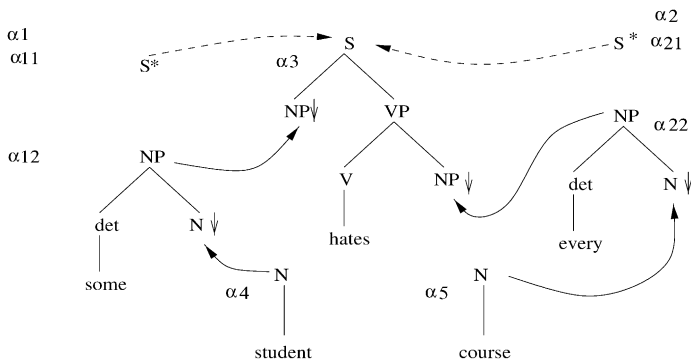 α1 α2
α11 S* α3 S S* α21
NP↓ VP NP α22
α12 NP V NP↓ det N↓
det N↓ hates every
some α4 N α5 N
student course